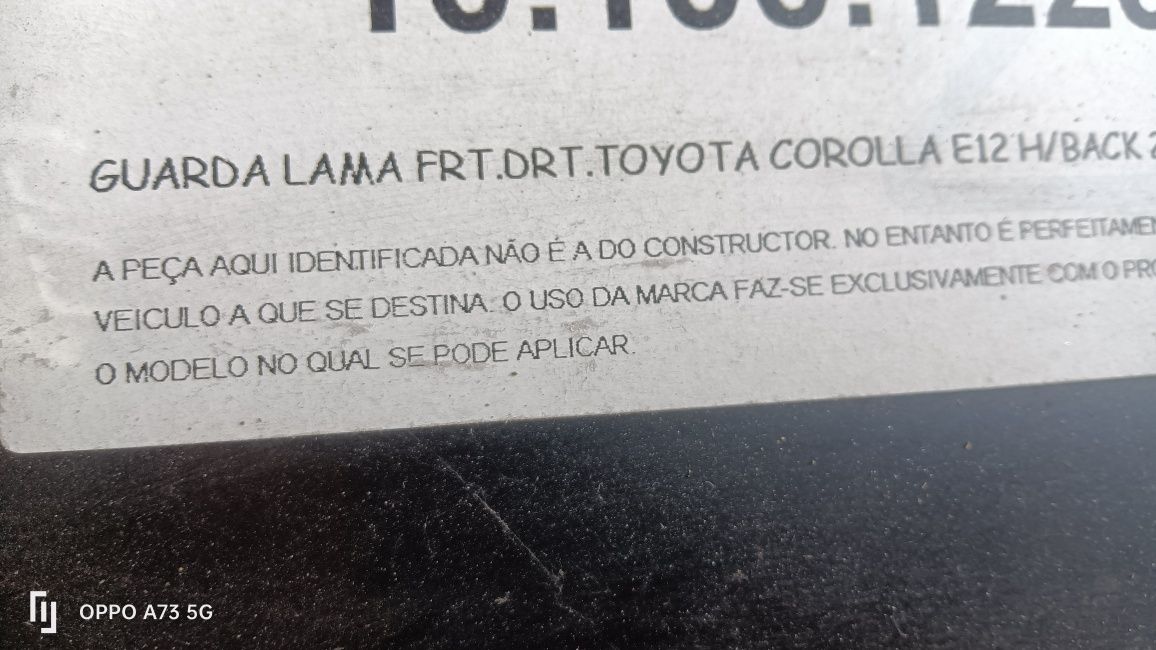 GUARDA LAMA FRT.DRT.TOYOTA COROLLA E12 H/BACK
A PEÇA AQUI IDENTIFICADA NÃO É A DO CONSTRUCTOR. NO ENTANTO É
VEICULO A QUE SE DESTINA. O USO DA MARCA FAZ-SE EXCLUSIVAMENTE COM O
O MODELO NO QUAL SE PODE APLICAR.
OPPO A73 5G